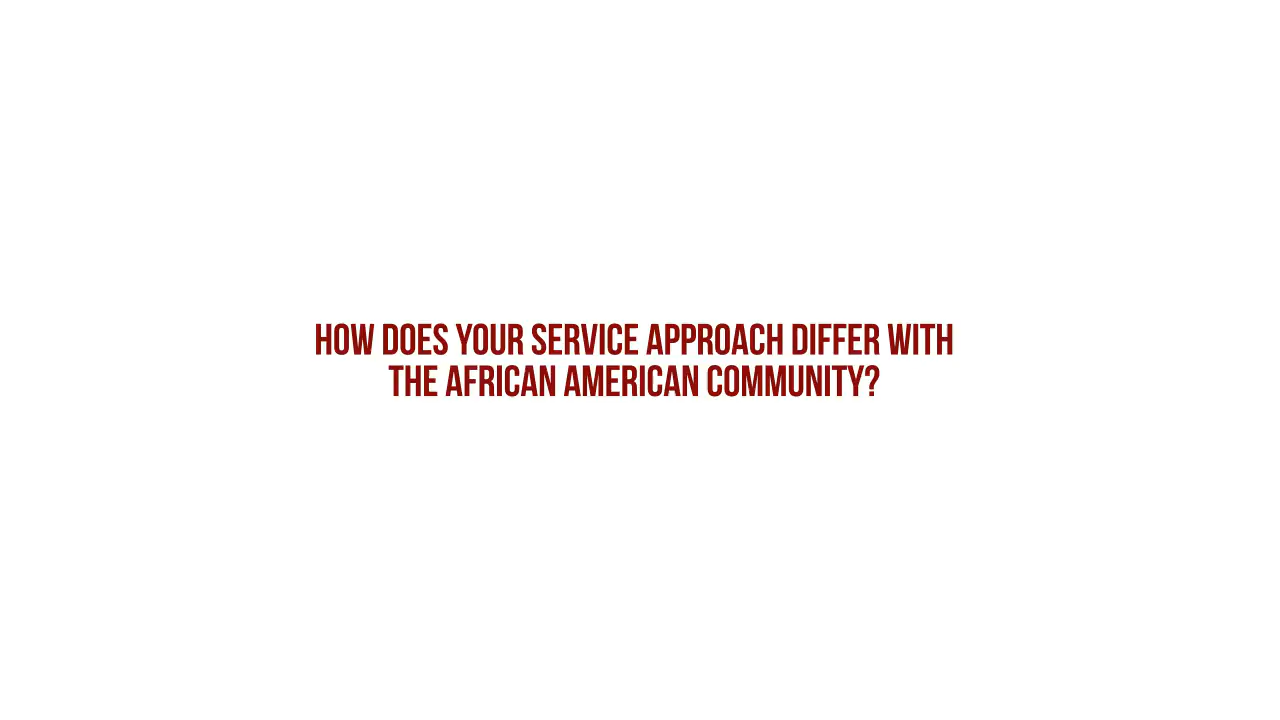 HOW DOES YOUR SERVICE APPROACH DIFFER WITH
THE AFRICAN AMERICAN COMMUNITY?